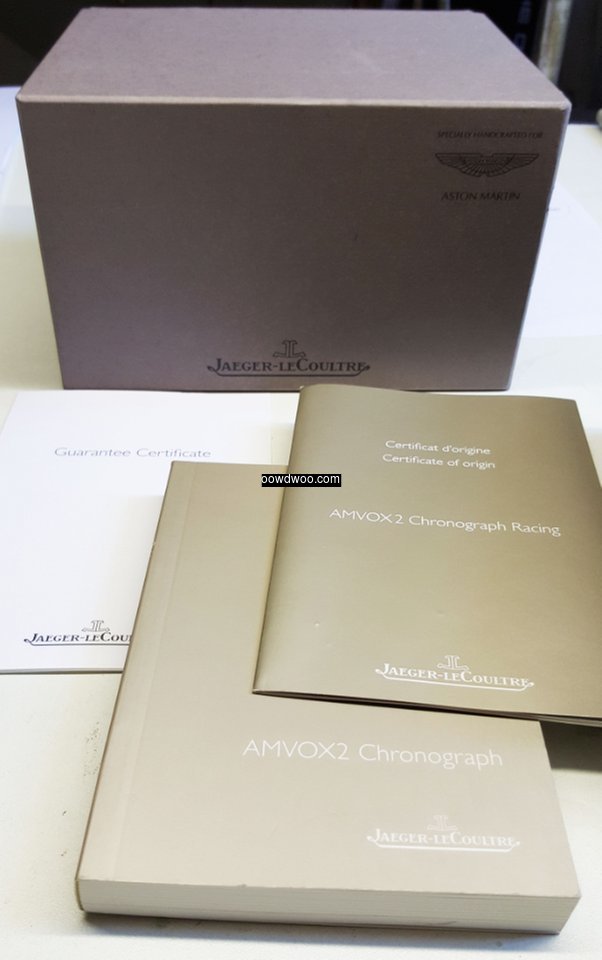 SPECIALLY HANDCRAFTED FOR
ASTON MARTIN
JAEGER-LECOULTRE
Guarantee Certificate
JAEGER-LECOU
Certificat d'origine
Certificate of origin
oowdwoo.com
AMVOX2 Chronograph Racing
JAEGER-LECOULTRE
AMVOX2 Chronograph
JAEGER-LECOULTRE